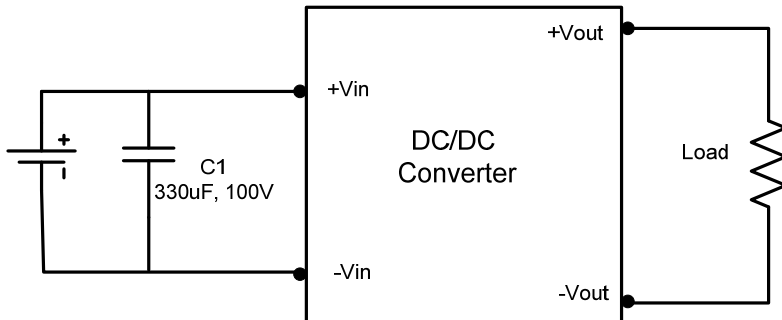 +Vout
+Vin
DC/DC
Converter
+
-
C1
330uF, 100V
Load
-Vin
-Vout